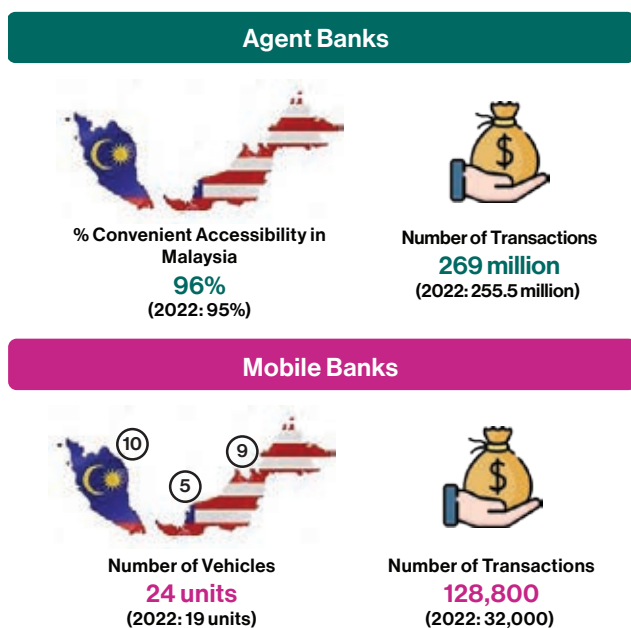 Agent Banks
% Convenient Accessibility in
Malaysia
96%
(2022: 95%)
$
Number of Transactions
269 million
(2022: 255.5 million)
Mobile Banks
10
5
9
Number of Vehicles
24 units
(2022: 19 units)
$
Number of Transactions
128,800
(2022: 32,000)